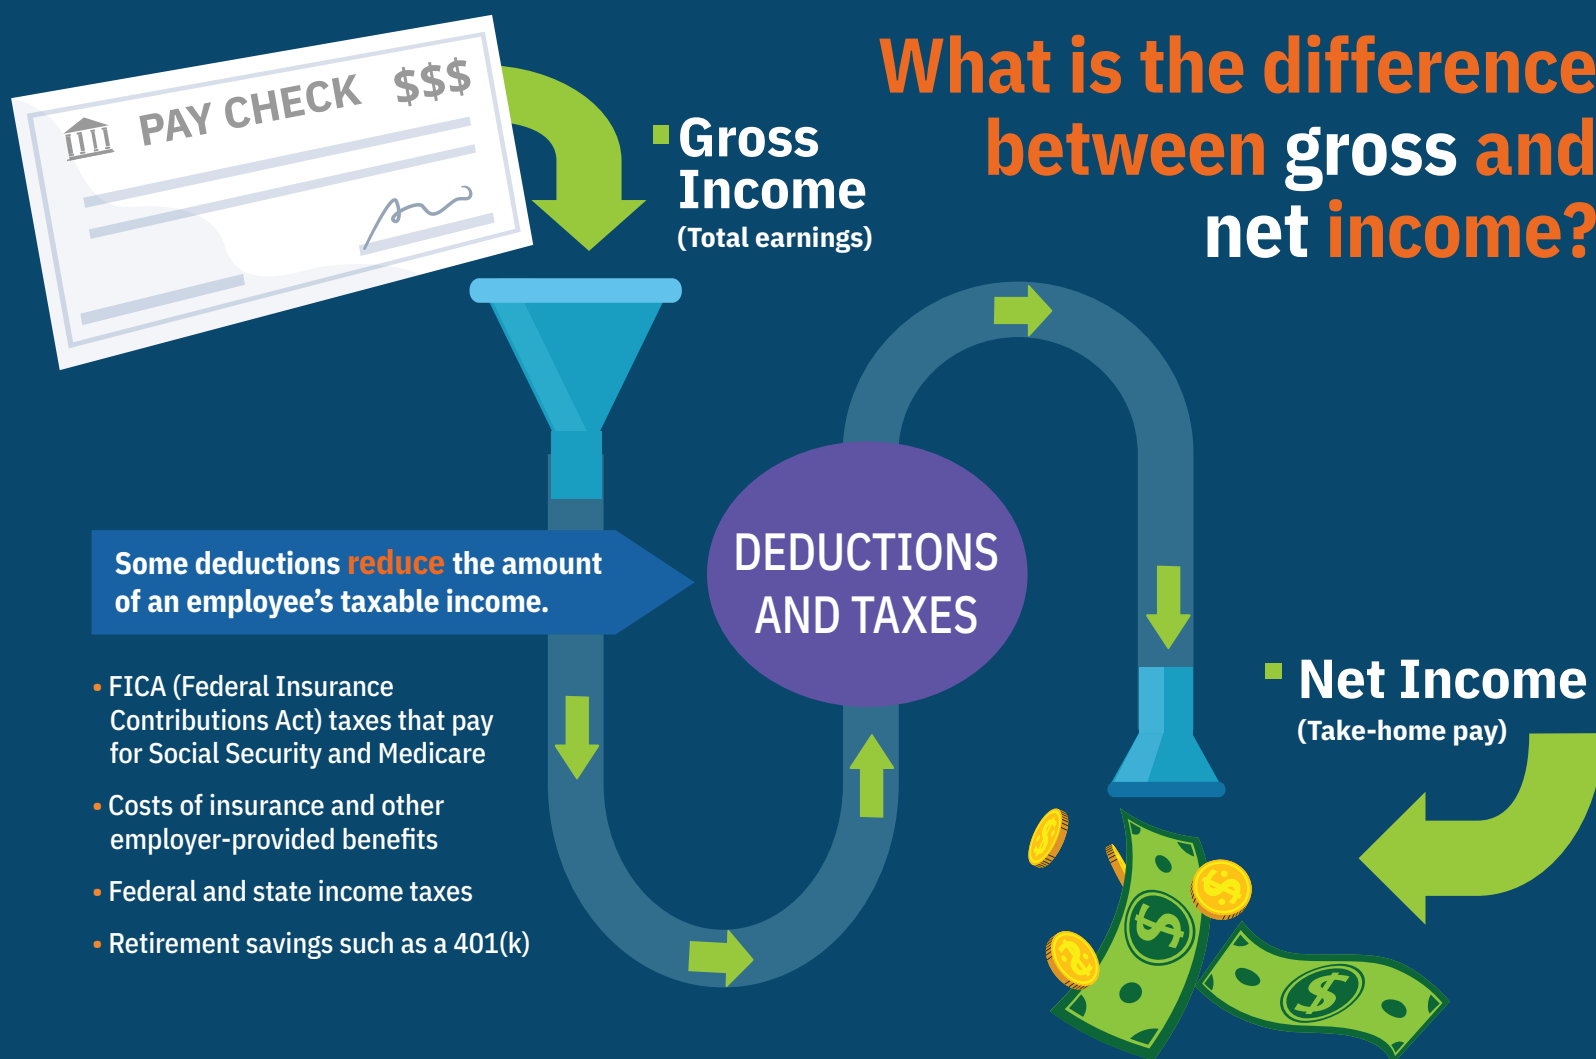 PAY CHECK $$$
What is the difference
between gross and
net income?
Gross
Income
(Total earnings)
DEDUCTIONS
AND TAXES
Some deductions reduce the amount
of an employee’s taxable income.
• FICA (Federal Insurance
Contributions Act) taxes that pay
for Social Security and Medicare
• Costs of insurance and other
employer-provided benefits
• Federal and state income taxes
• Retirement savings such as a 401(k)
Net Income
(Take-home pay)